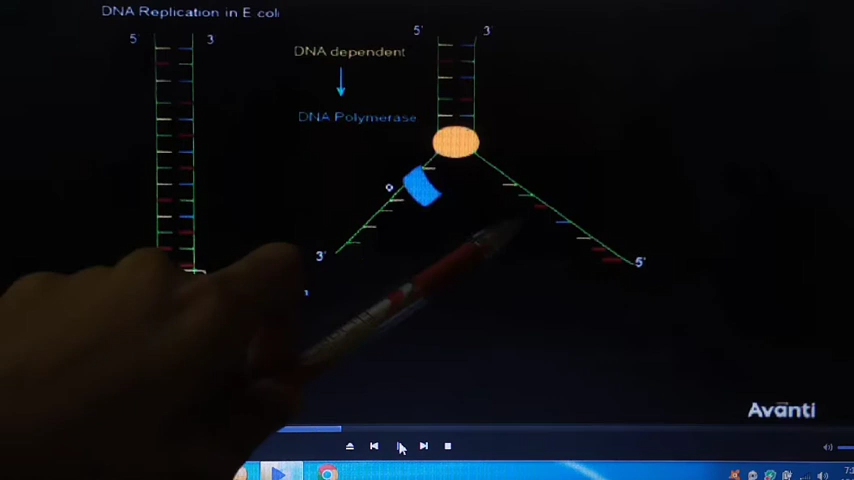 DNA Replication in E coli
5' 3'
DNA dependent
DNA Polymerase
5' 3'
3'
5'
Avanti